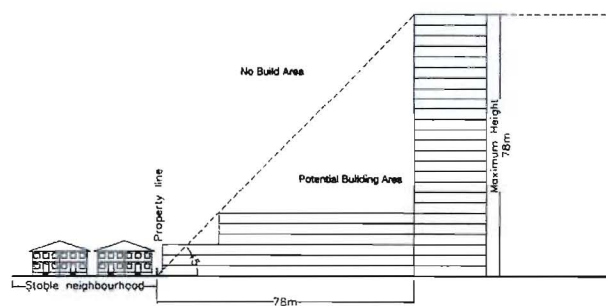 No Build Area
Potential Building Area
Property line
Maximum Height
78m
Stable neighbourhood
78m